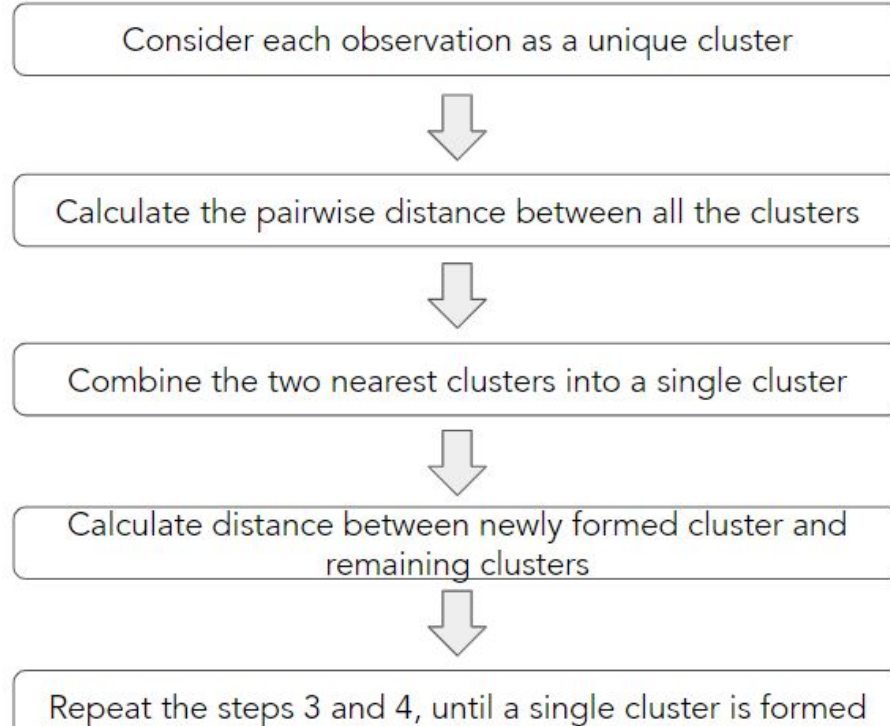 Consider each observation as a unique cluster
Calculate the pairwise distance between all the clusters
Combine the two nearest clusters into a single cluster
Calculate distance between newly formed cluster and
remaining clusters
Repeat the steps 3 and 4, until a single cluster is formed